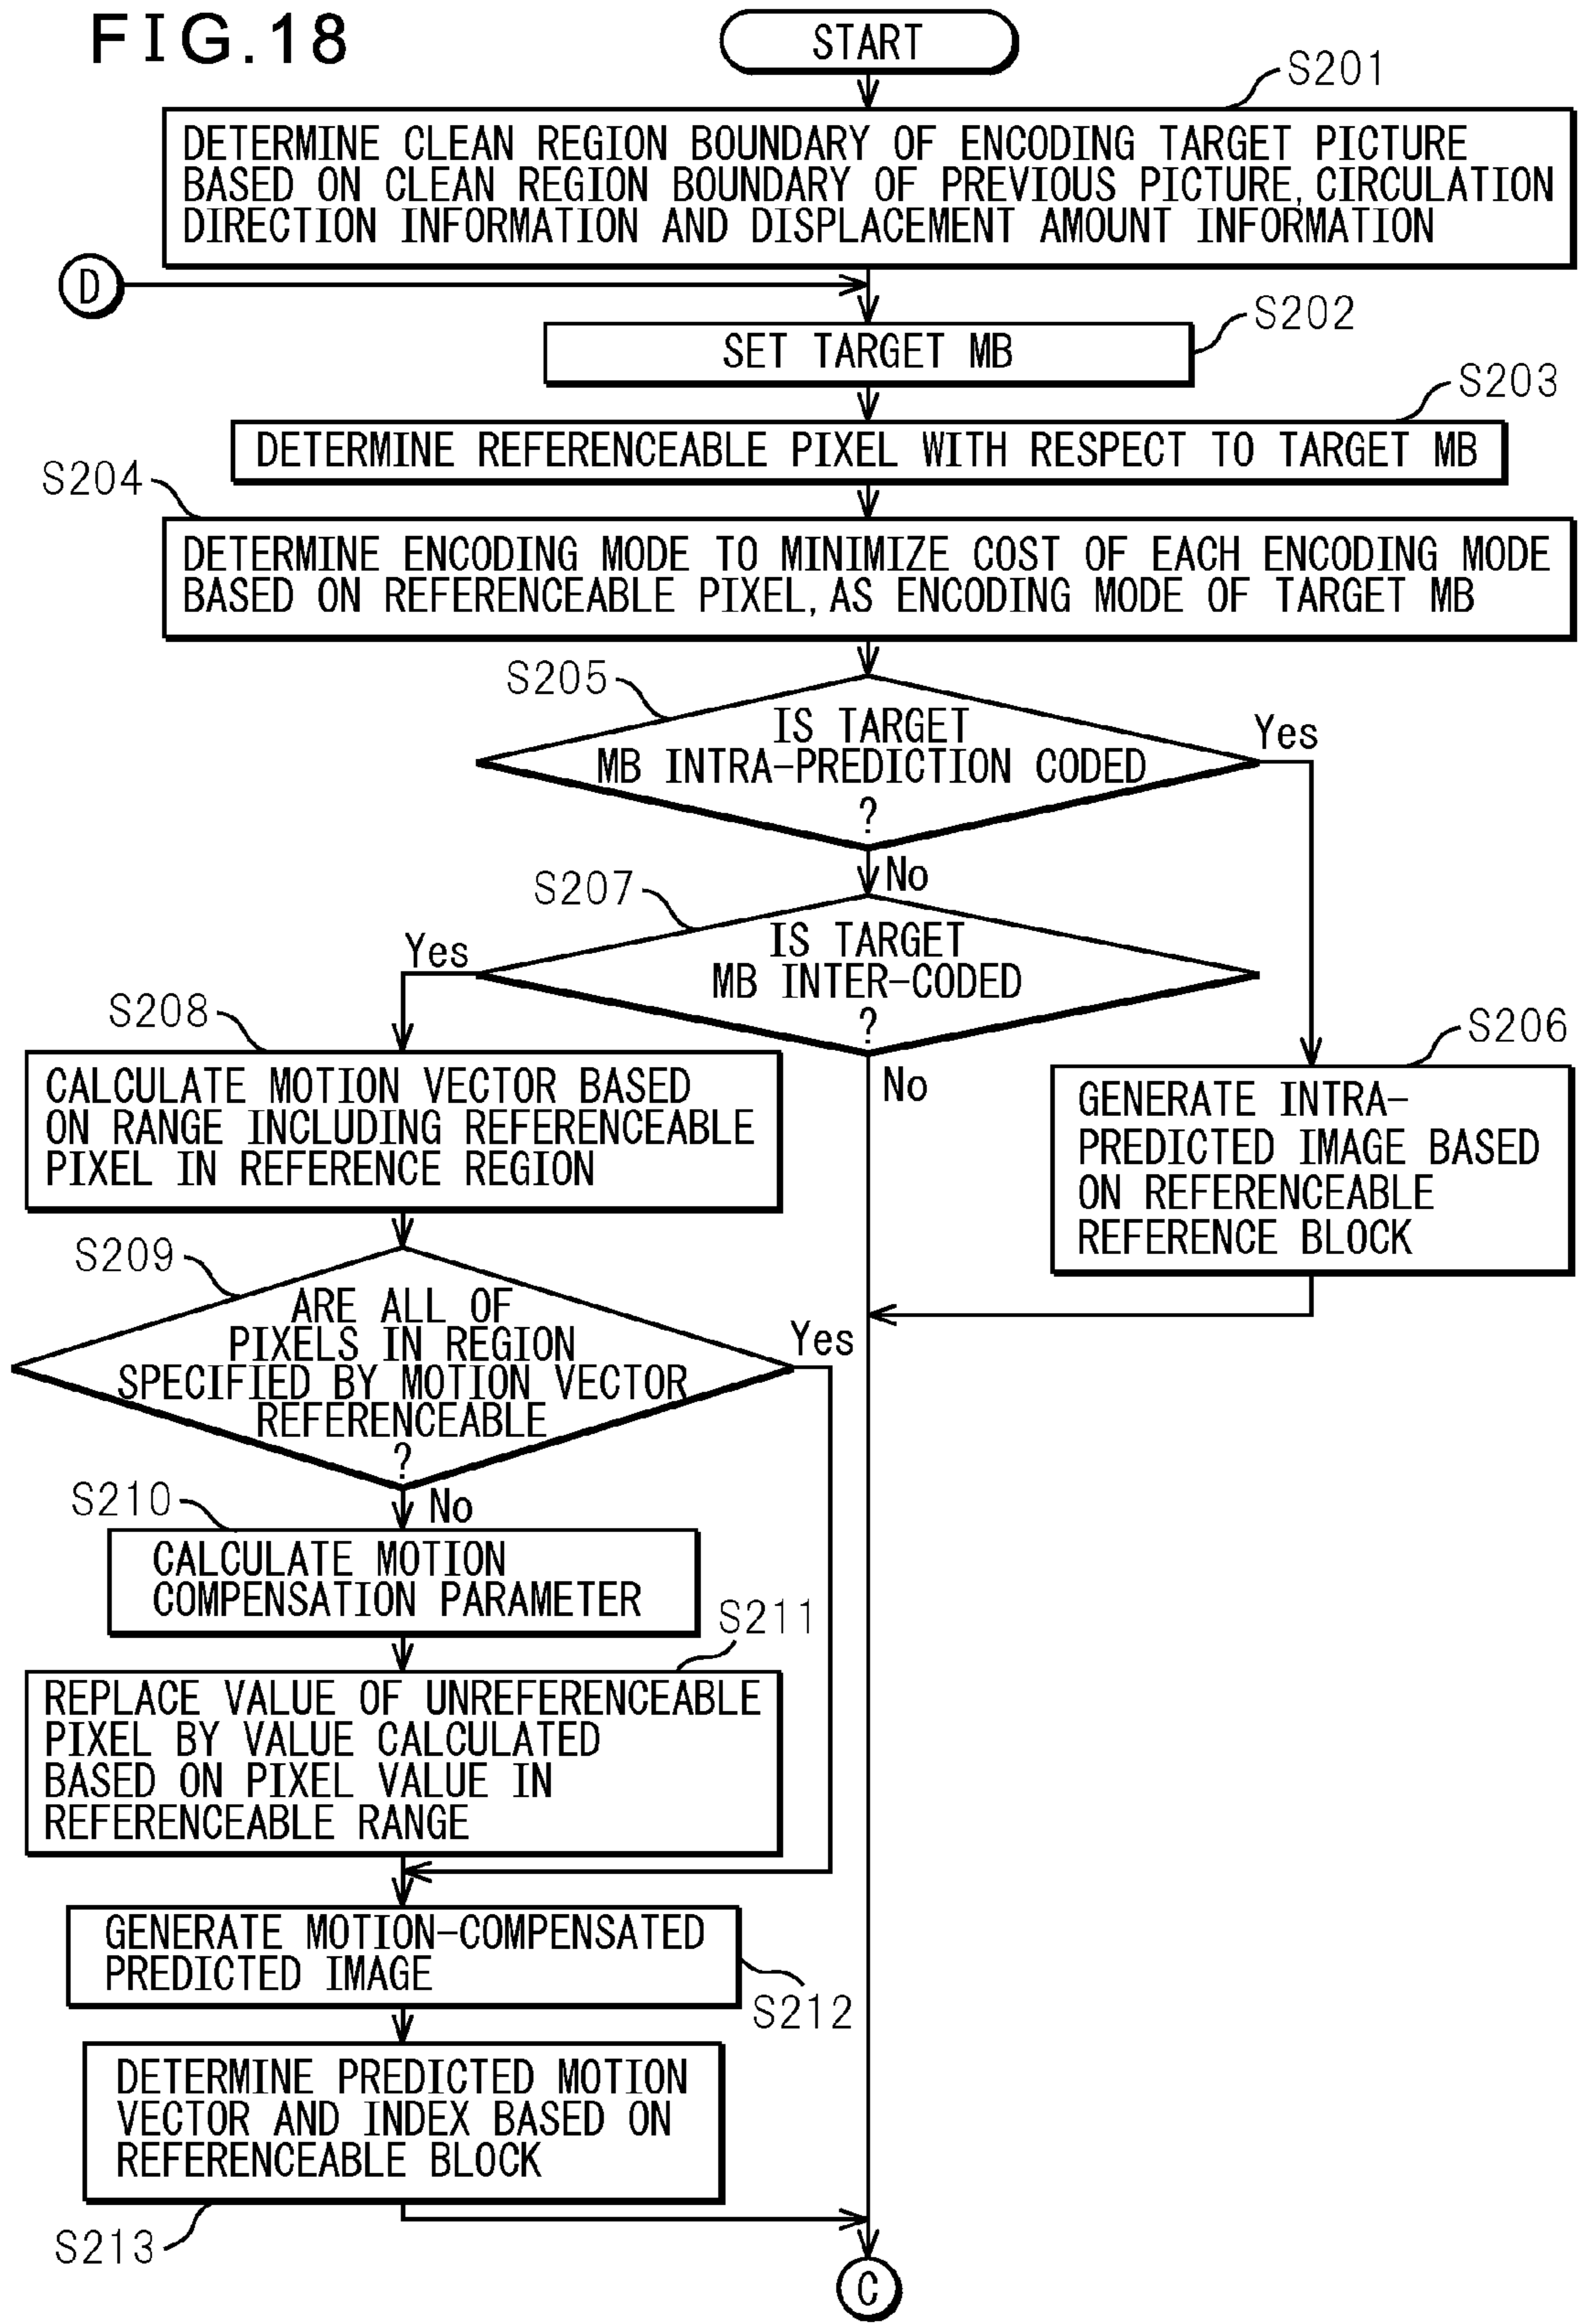 FIG.18
START
S201
DETERMINE CLEAN REGION BOUNDARY OF ENCODING TARGET PICTURE
BASED ON CLEAN REGION BOUNDARY OF PREVIOUS PICTURE, CIRCULATION
DIRECTION INFORMATION AND DISPLACEMENT AMOUNT INFORMATION
D
S202
SET TARGET MB
S203
DETERMINE REFERENCEABLE PIXEL WITH RESPECT TO TARGET MB
S204
DETERMINE ENCODING MODE TO MINIMIZE COST OF EACH ENCODING MODE
BASED ON REFERENCEABLE PIXEL, AS ENCODING MODE OF TARGET MB
S205
IS TARGET
MB INTRA-PREDICTION CODED
?
Yes
No
S207
IS TARGET
MB INTER-CODED
?
Yes
No
S206
GENERATE INTRA-
PREDICTED IMAGE BASED
ON REFERENCEABLE
REFERENCE BLOCK
S208
CALCULATE MOTION VECTOR BASED
ON RANGE INCLUDING REFERENCEABLE
PIXEL IN REFERENCE REGION
S209
ARE ALL OF
PIXELS IN REGION
SPECIFIED BY MOTION VECTOR
REFERENCEABLE
?
Yes
No
S210
CALCULATE MOTION
COMPENSATION PARAMETER
S211
REPLACE VALUE OF UNREFERENCEABLE
PIXEL BY VALUE CALCULATED
BASED ON PIXEL VALUE IN
REFERENCEABLE RANGE
GENERATE MOTION-COMPENSATED
PREDICTED IMAGE
S212
DETERMINE PREDICTED MOTION
VECTOR AND INDEX BASED ON
REFERENCEABLE BLOCK
S213
C